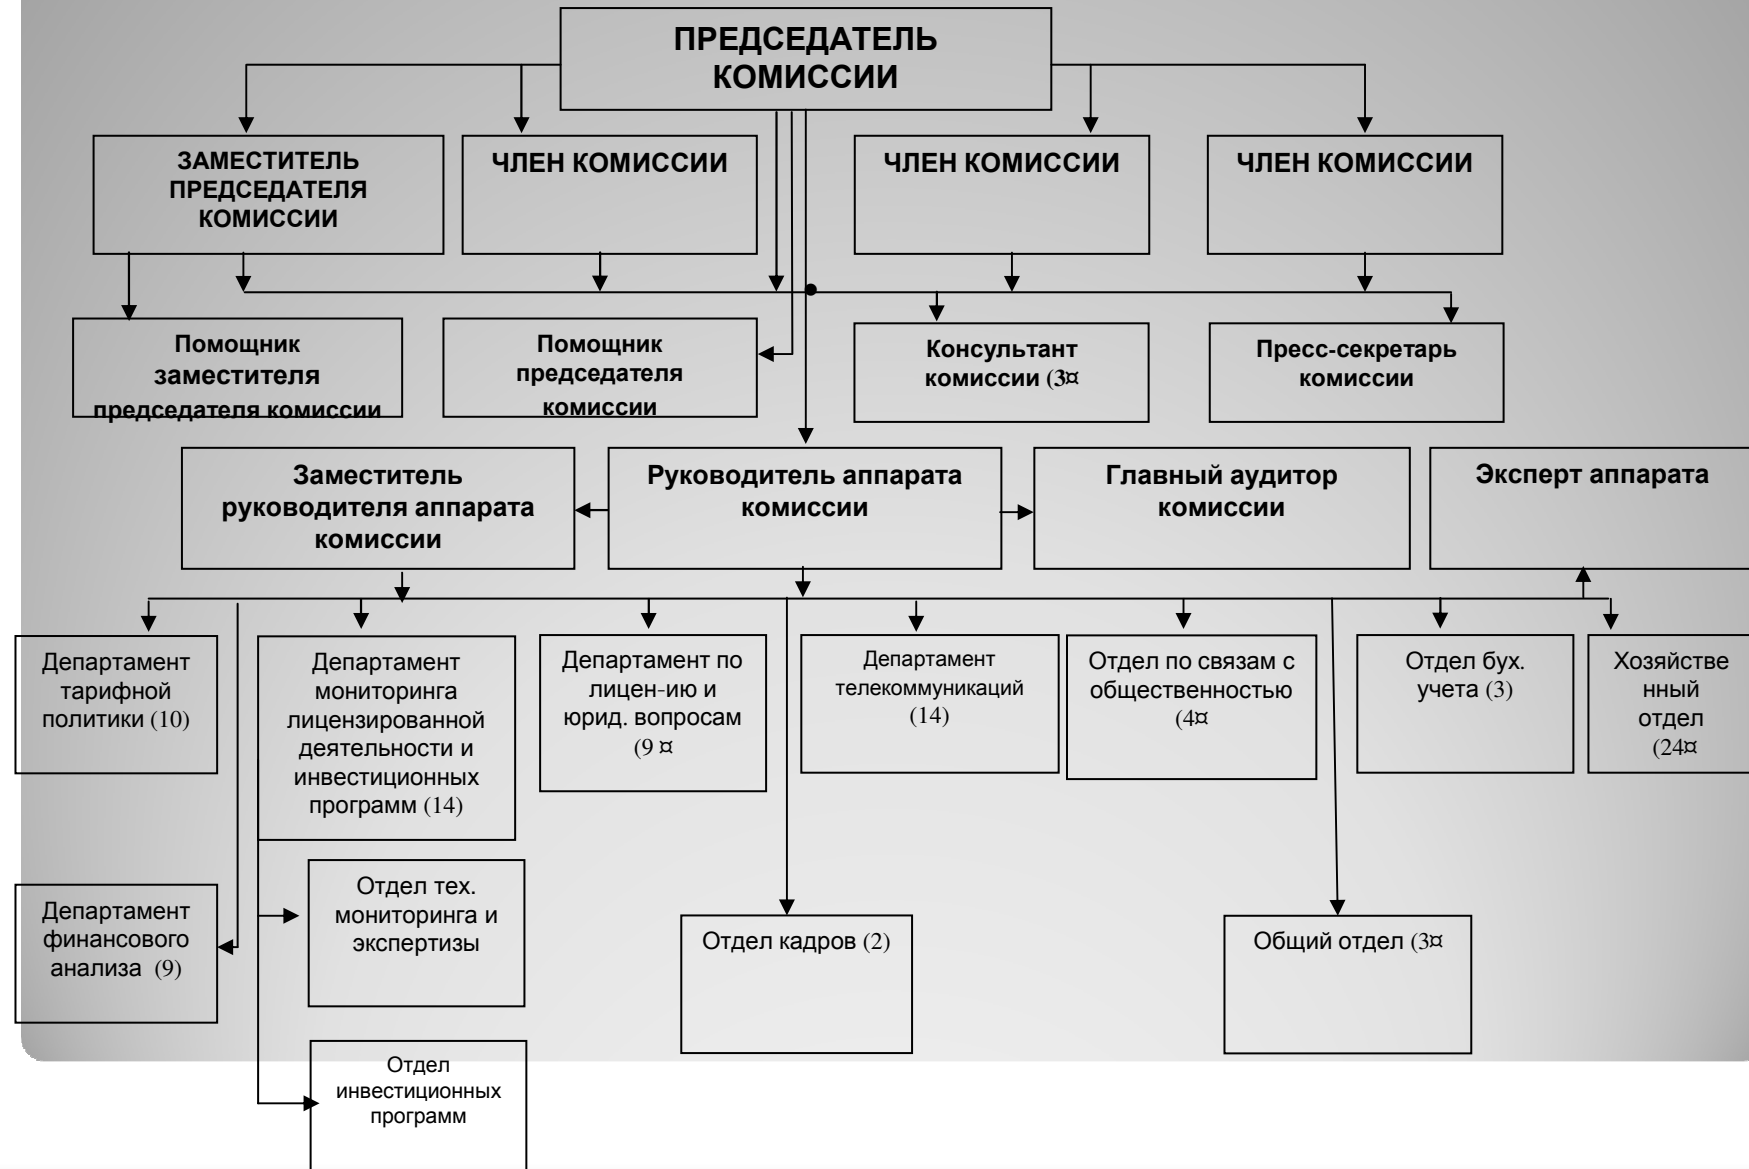 ПРЕДСЕДАТЕЛЬ
КОМИССИИ
ЗАМЕСТИТЕЛЬ
ПРЕДСЕДАТЕЛЯ
КОМИССИИ
ЧЛЕН КОМИССИИ
ЧЛЕН КОМИССИИ
ЧЛЕН КОМИССИИ
Помощник
заместителя
председателя комиссии
Помощник
председателя
комиссии
Консультант
комиссии (3¤
Пресс-секретарь
комиссии
Заместитель
руководителя аппарата
комиссии
Руководитель аппарата
комиссии
Главный аудитор
комиссии
Эксперт аппарата
Департамент
тарифной
политики (10)
Департамент
мониторинга
лицензированной
деятельности и
инвестиционных
программ (14)
Департамент по
лицен-ию и
юрид. вопросам
(9 ¤
Департамент
телекоммуникаций
(14)
Отдел по связам с
общественностью
(4¤
Отдел бух.
учета (3)
Хозяйстве
нный
отдел
(24¤
Департамент
финансового
анализа (9)
Отдел тех.
мониторинга и
экспертизы
Отдел кадров (2)
Общий отдел (3¤
Отдел
инвестиционных
программ